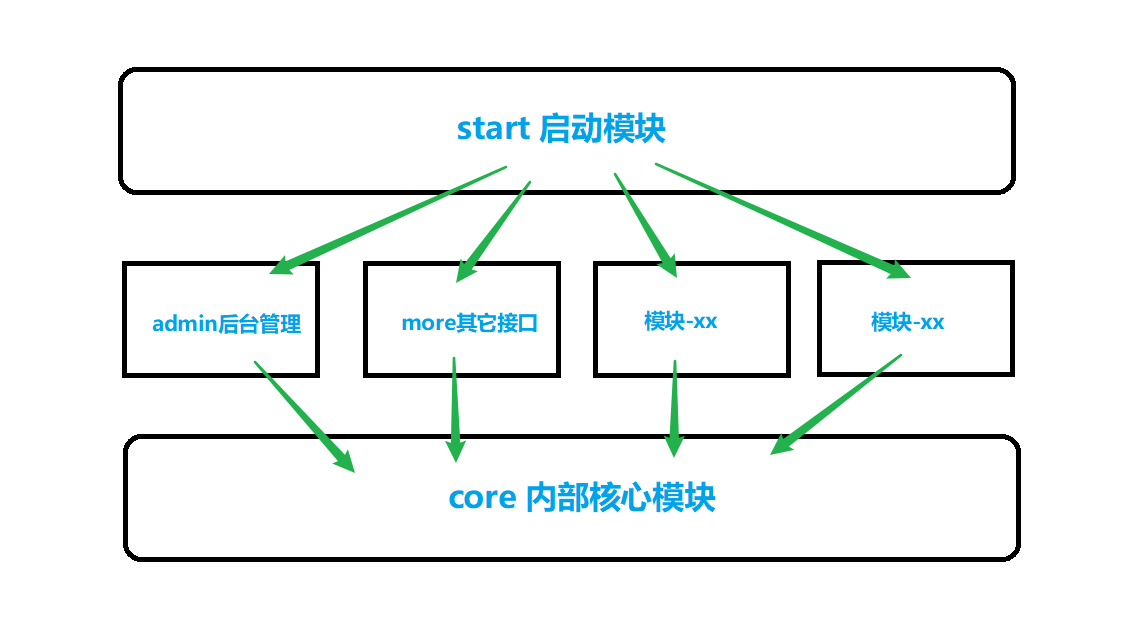 start 启动模块
admin后台管理
more其它接口
模块-xx
模块-xx
core 内部核心模块